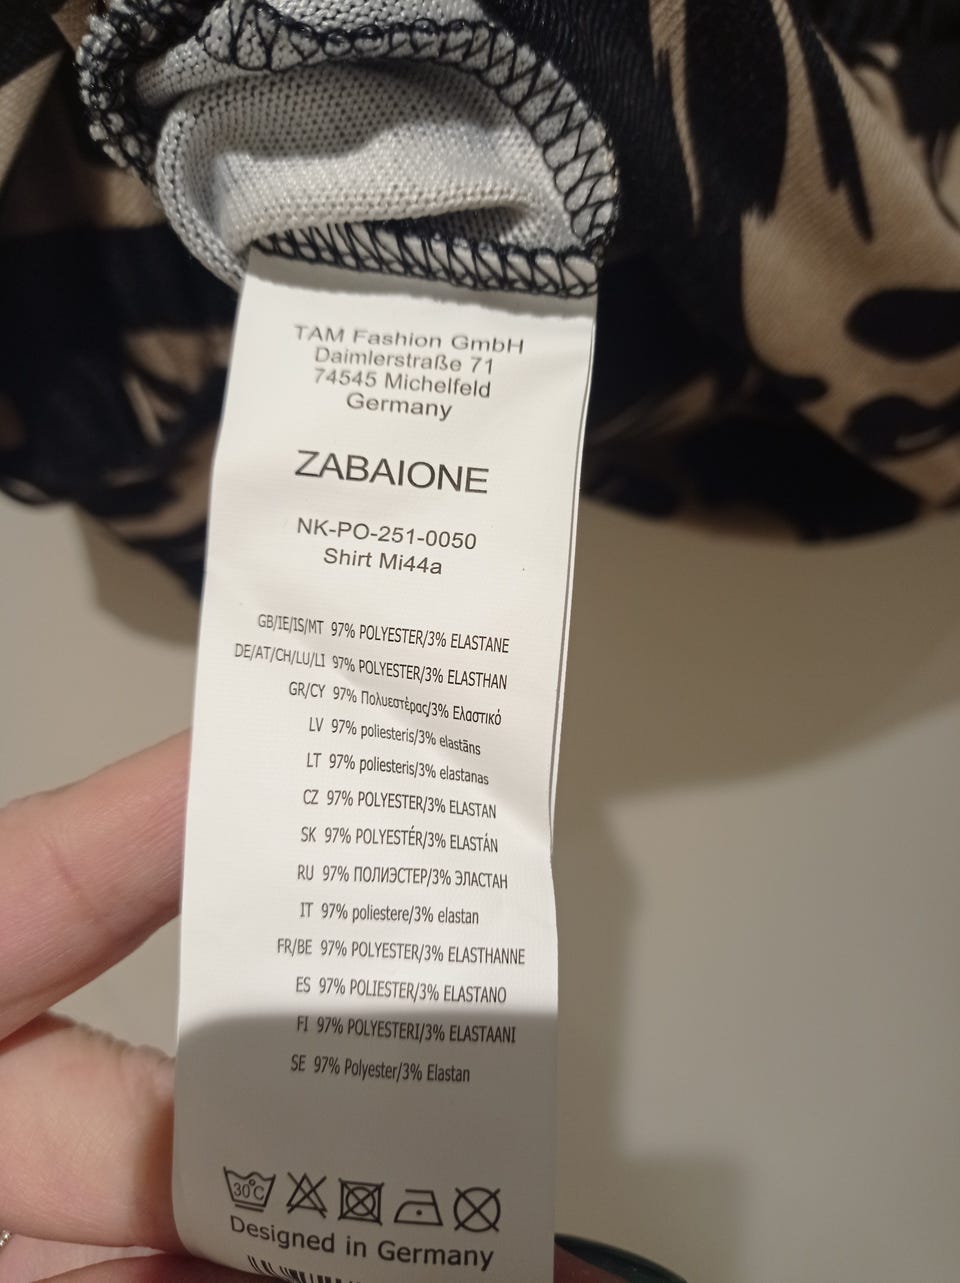 TAM Fashion GmbH
Daimlerstraße 71
74545 Michelfeld
Germany
ZABAIONE
NK-PO-251-0050
Shirt Mi44a
GB/IE/IS/MT 97% POLYESTER/3% ELASTANE
DE/AT/CH/LU/LI 97% POLYESTER/3% ELASTHAN
GR/CY 97% Πολυεστέρας/3% Ελαστικό
LV 97% poliesteris/3% elastāns
LT 97% poliesteris/3% elastanas
CZ 97% POLYESTER/3% ELASTAN
SK 97% POLYESTÉR/3% ELASTÁN
RU 97% ПОЛИЭСТЕР/3% ЭЛАСТАН
IT 97% poliestere/3% elastan
FR/BE 97% POLYESTER/3% ELASTHANNE
ES 97% POLIESTER/3% ELASTANO
FI 97% POLYESTERI/3% ELASTAANI
SE 97% Polyester/3% Elastan
30°C
Designed in Germany